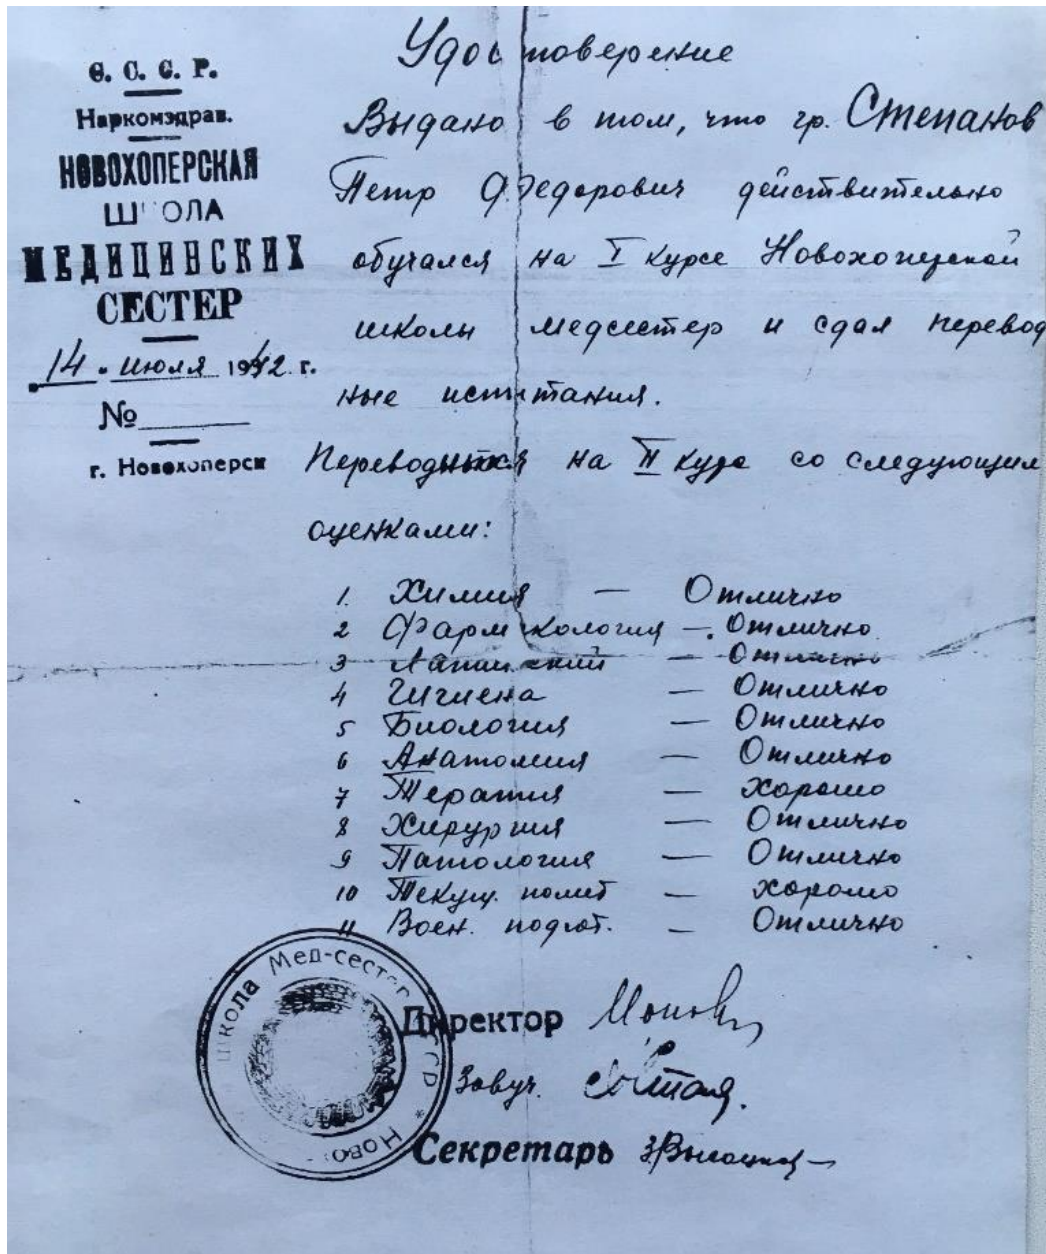 С. С. С. Р.
Наркомздрав.
НОВОХОПЕРСКАЯ
ШКОЛА
МЕДИЦИНСКИХ
СЕСТЕР
14 " июля 1942 г.
№
г. Новохоперск
Удостоверение
Выдано в том, что гр. Степанов
Петр Федорович действительно
обучался на I курсе Новохоперской
школы медсестер и сдал перевод
ные испытания.
Переводится на II курс со следующим
оценками:
1. Химия — Отлично
2 Фармакология — Отлично
3 Латинский — Отлично
4 Гигиена — Отлично
5 Биология — Отлично
6 Анатомия — Отлично
7 Терапия — Хорошо
8 Хирургия — Отлично
9 Патология — Отлично
10 Текущ. полит — хорошо
11 Воен. подгот. — Отлично
Школа Мед-сестер ССР * Ново
Директор
Завуч.
Секретарь